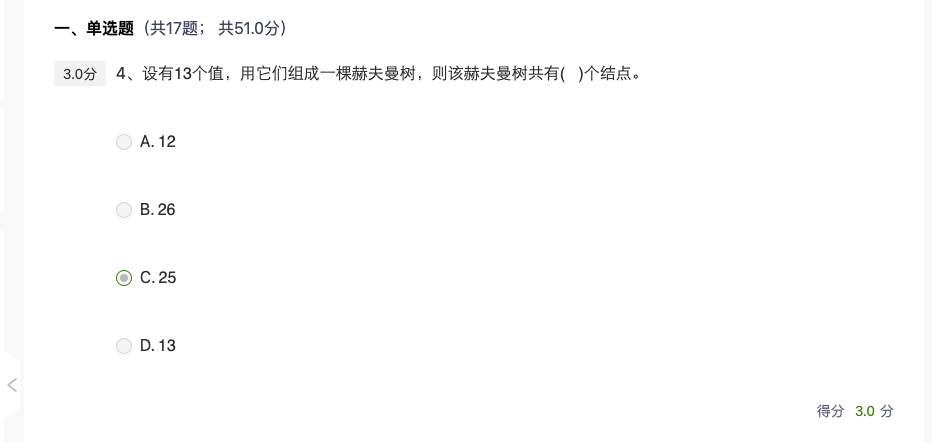 一、单选题（共17题； 共51.0分）
3.0分 4、设有13个值，用它们组成一棵赫夫曼树，则该赫夫曼树共有( )个结点。
A. 12
B. 26
C. 25
D. 13
得分 3.0 分